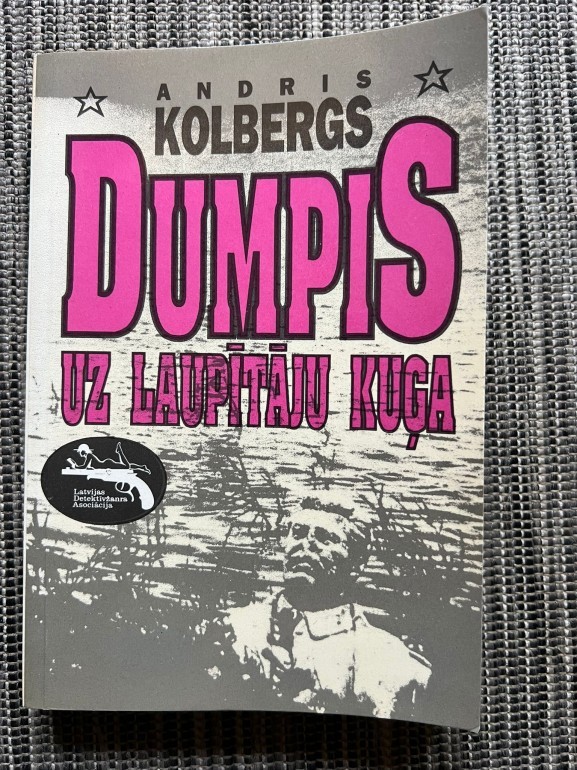 ANDRIS
KOLBERGS
DUMPIS
UZ LAUPĪTĀJU KUĢA
Latvijas
Detektīvžanra
Asociācija